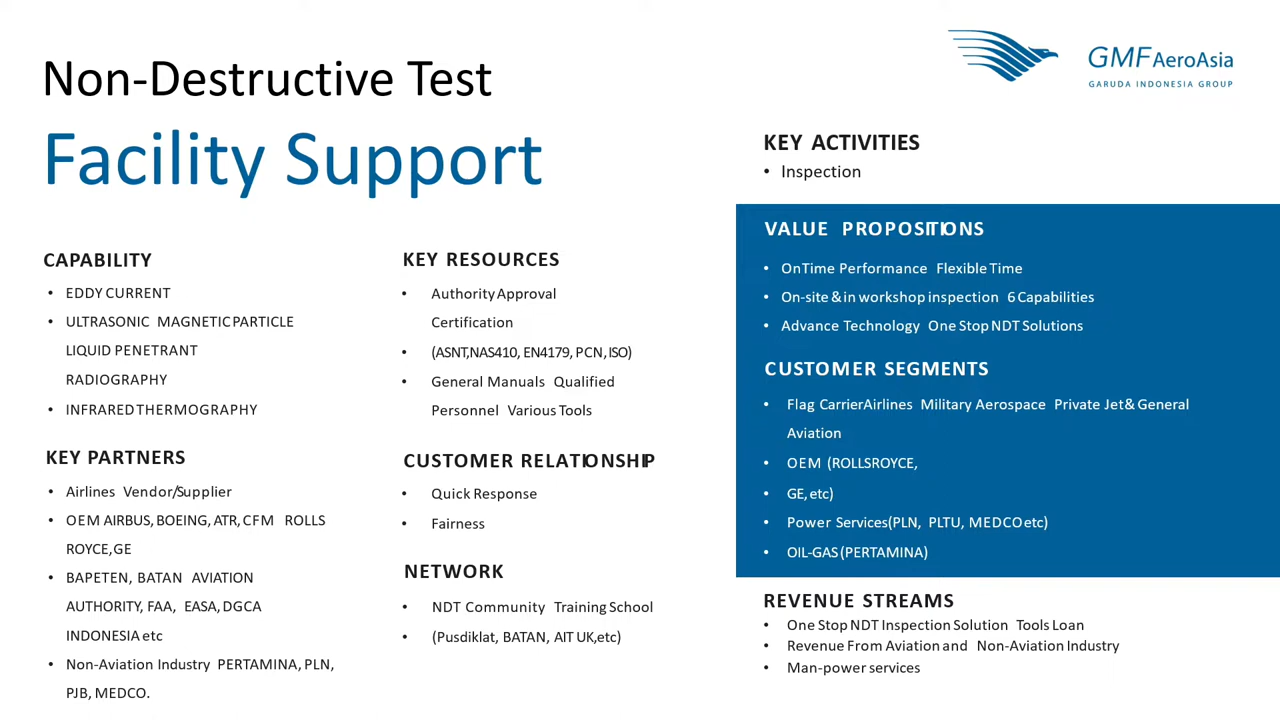 Non-Destructive Test
Facility Support
GMF AeroAsia
GARUDA INDONESIA GROUP
CAPABILITY
• EDDY CURRENT
• ULTRASONIC MAGNETIC PARTICLE
LIQUID PENETRANT
RADIOGRAPHY
• INFRARED THERMOGRAPHY
KEY PARTNERS
• Airlines Vendor/Supplier
• OEM AIRBUS, BOEING, ATR, CFM ROLLS
ROYCE,GE
• BAPETEN, BATAN AVIATION
AUTHORITY, FAA, EASA, DGCA
INDONESIA etc
• Non-Aviation Industry PERTAMINA, PLN,
PJB, MEDCO.
KEY RESOURCES
• Authority Approval
Certification
• (ASNT,NAS410, EN4179, PCN, ISO)
• General Manuals Qualified
Personnel Various Tools
CUSTOMER RELATIONSHIP
• Quick Response
• Fairness
NETWORK
• NDT Community Training School
• (Pusdiklat, BATAN, AIT UK,etc)
KEY ACTIVITIES
• Inspection
VALUE PROPOSITIONS
• OnTime Performance Flexible Time
• On-site & in workshop inspection 6 Capabilities
• Advance Technology One Stop NDT Solutions
CUSTOMER SEGMENTS
• Flag CarrierAirlines Military Aerospace Private Jet & General
Aviation
• OEM (ROLLSROYCE,
• GE, etc)
• Power Services(PLN, PLTU, MEDCO etc)
• OIL-GAS (PERTAMINA)
REVENUE STREAMS
• One Stop NDT Inspection Solution Tools Loan
• Revenue From Aviation and Non-Aviation Industry
• Man-power services